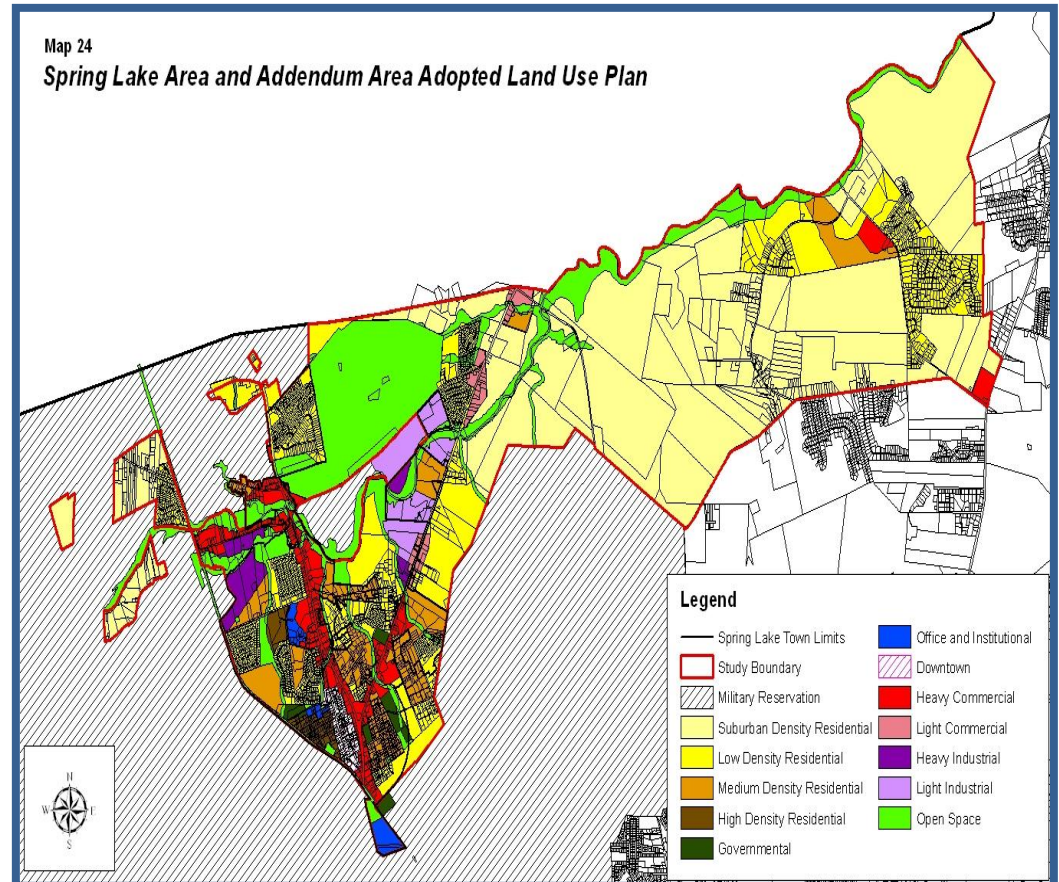 Map 24
Spring Lake Area and Addendum Area Adopted Land Use Plan
Legend
Spring Lake Town Limits
Study Boundary
Military Reservation
Suburban Density Residential
Low Density Residential
Medium Density Residential
High Density Residential
Governmental
Office and Institutional
Downtown
Heavy Commercial
Light Commercial
Heavy Industrial
Light Industrial
Open Space
N
W
E
S